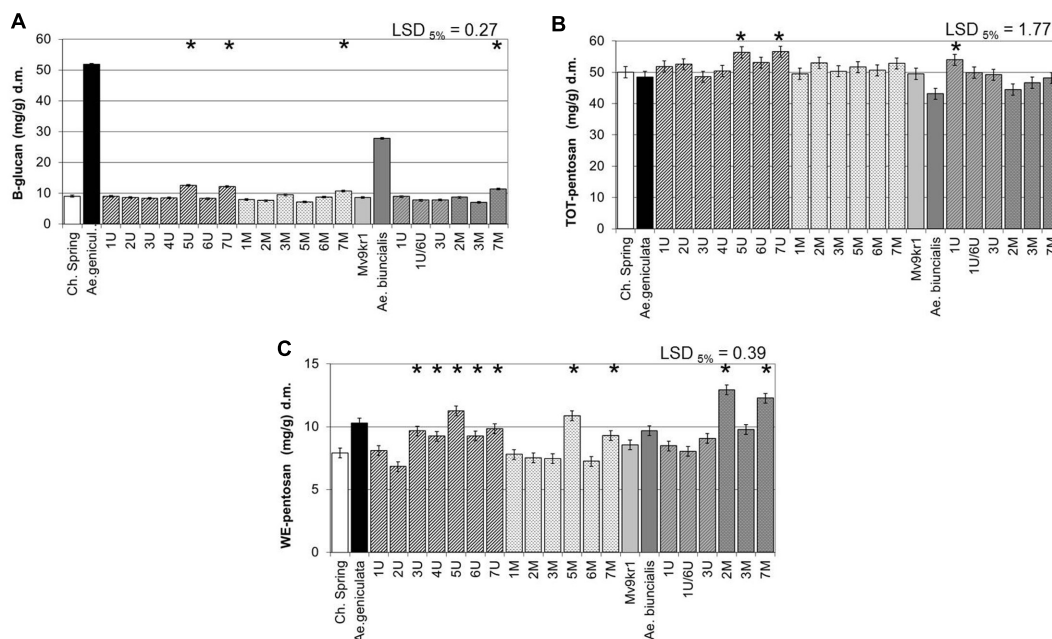 A
LSD 5% = 0.27
B-glucan (mg/g) d.m.
60
50
40
30
20
10
0
* * * *
Ch. Spring
Ae.genicul.
1U
2U
3U
4U
5U
6U
7U
1M
2M
3M
5M
6M
7M
Mv9kr1
Ae. biuncialis
1U
1U/6U
3U
2M
3M
7M
B
LSD 5% = 1.77
TOT-pentosan (mg/g) d.m.
60
50
40
30
20
10
0
* * *
Ch. Spring
Ae.geniculata
1U
2U
3U
4U
5U
6U
7U
1M
2M
3M
5M
6M
7M
Mv9kr1
Ae. biuncialis
1U
1U/6U
3U
2M
3M
7M
C
LSD 5% = 0.39
WE-pentosan (mg/g) d.m.
15
10
5
0
* * * * * * * * *
Ch. Spring
Ae.geniculata
1U
2U
3U
4U
5U
6U
7U
1M
2M
3M
5M
6M
7M
Mv9kr1
Ae. biuncialis
1U
1U/6U
3U
2M
3M
7M